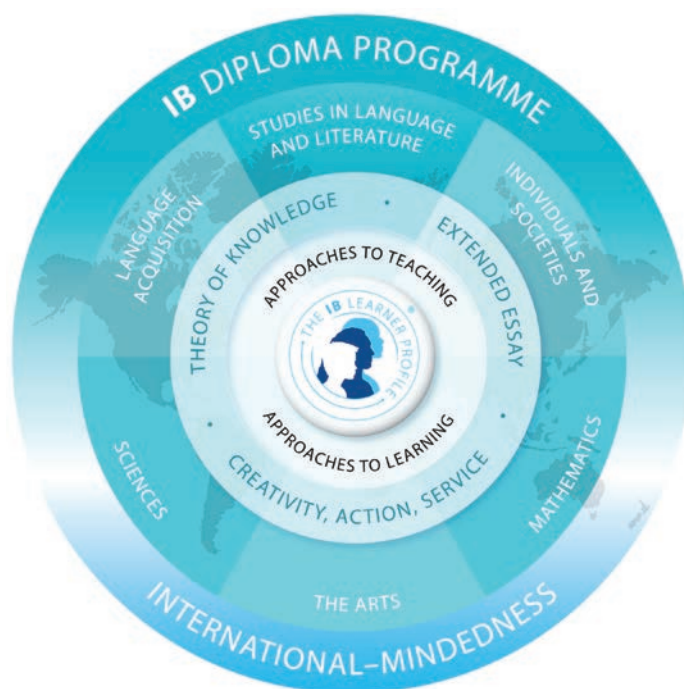 IB DIPLOMA PROGRAMME
STUDIES IN LANGUAGE
AND LITERATURE
LANGUAGE
ACQUISITION
INDIVIDUALS AND
SOCIETIES
THEORY OF KNOWLEDGE
EXTENDED ESSAY
APPROACHES TO TEACHING
THE IB LEARNER PROFILE
®
APPROACHES TO LEARNING
CREATIVITY, ACTION, SERVICE
SCIENCES
MATHEMATICS
THE ARTS
INTERNATIONAL–MINDEDNESS